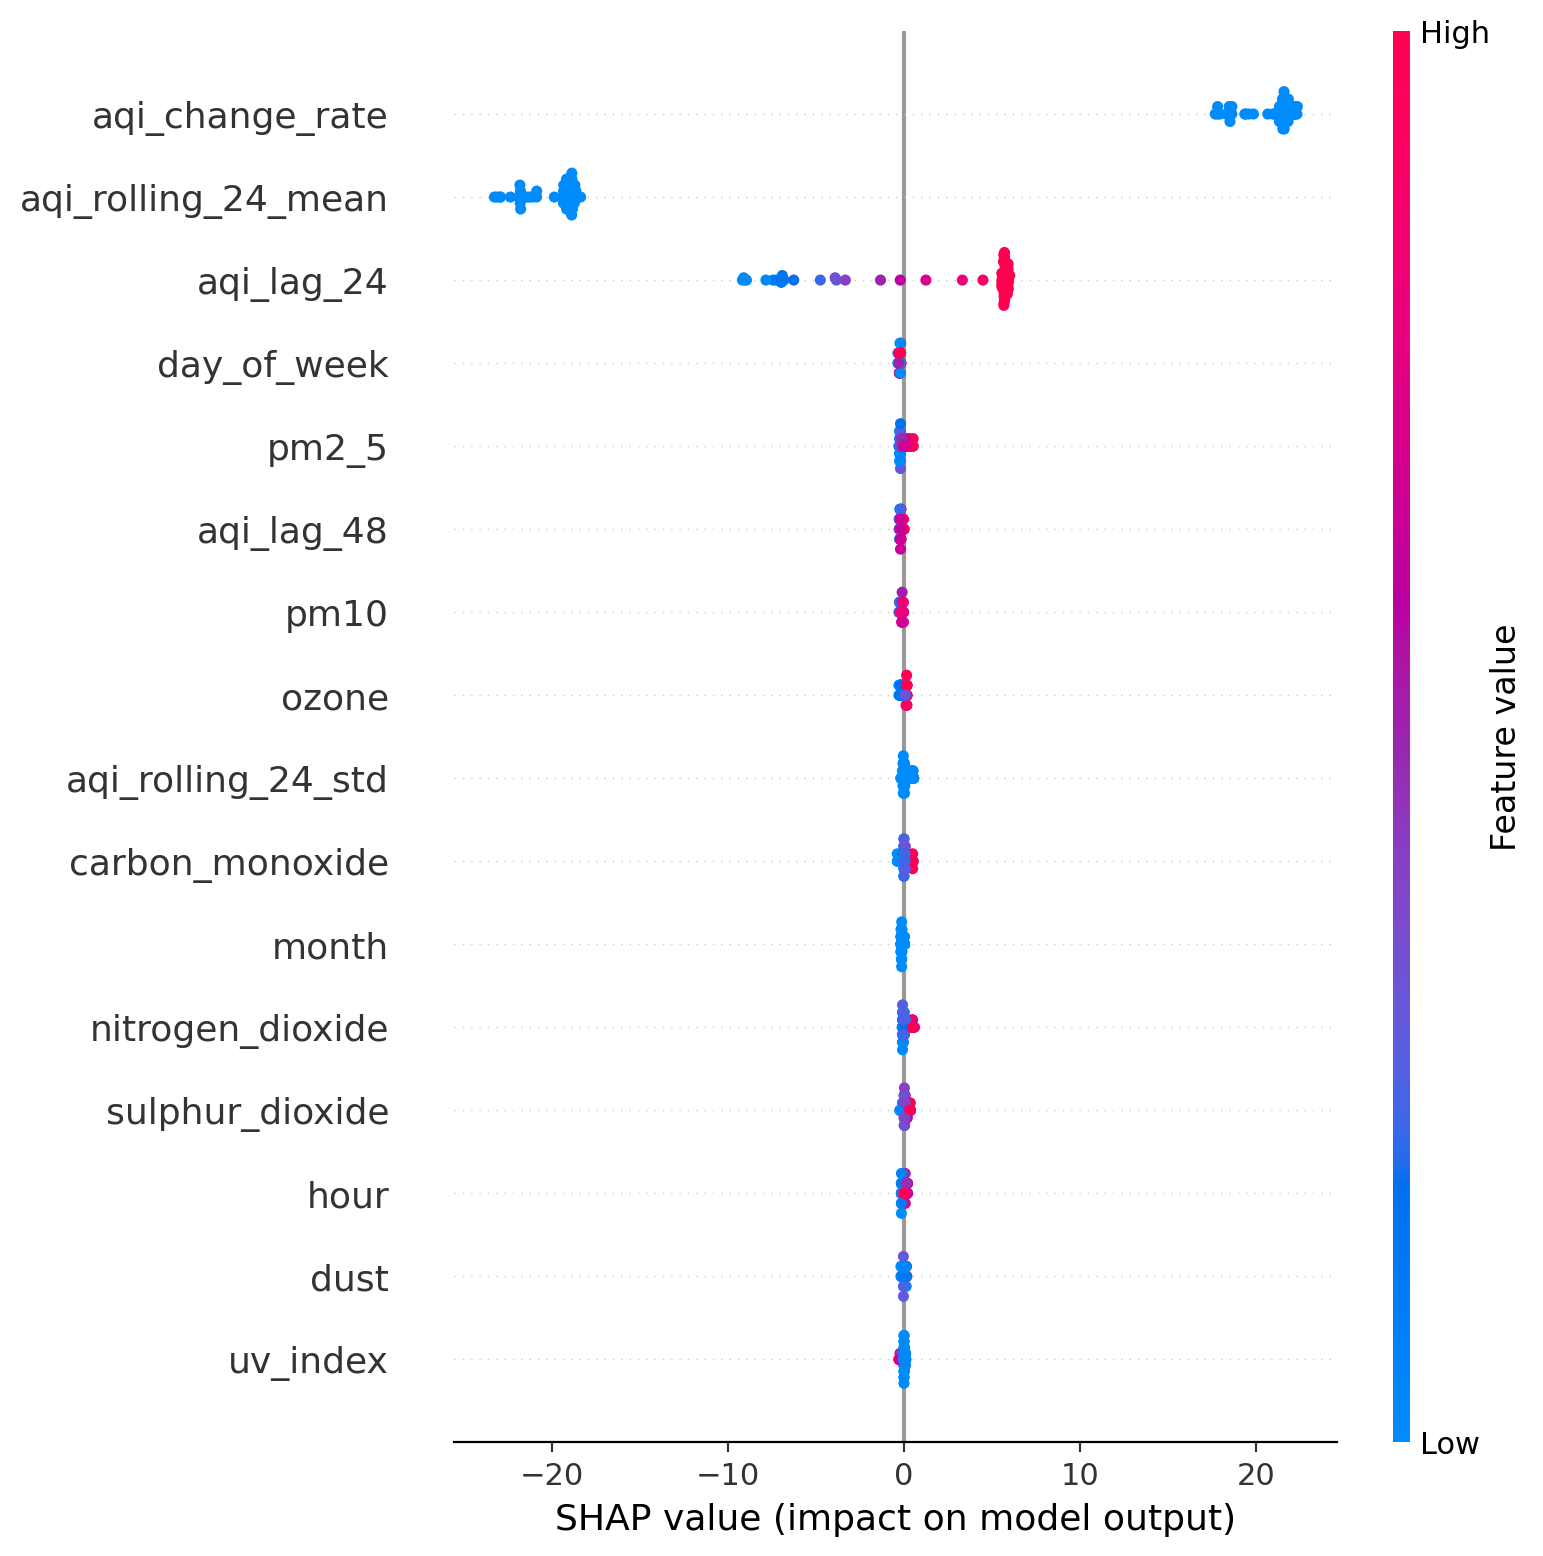 High
aqi_change_rate
aqi_rolling_24_mean
aqi_lag_24
day_of_week
pm2_5
aqi_lag_48
pm10
ozone
aqi_rolling_24_std
carbon_monoxide
month
nitrogen_dioxide
sulphur_dioxide
hour
dust
uv_index
Feature value
Low
−20 −10 0 10 20
SHAP value (impact on model output)